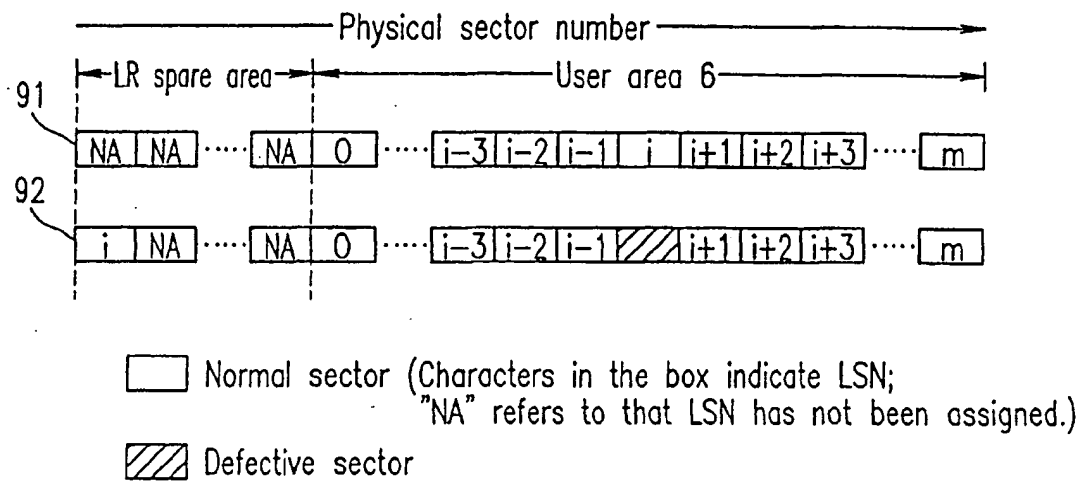 Physical sector number
LR spare area User area 6
91
NA NA ····· NA 0 ····· i-3 i-2 i-1 i i+1 i+2 i+3 ····· m
92
i NA ····· NA 0 ····· i-3 i-2 i-1 i+1 i+2 i+3 ····· m
Normal sector (Characters in the box indicate LSN;
"NA" refers to that LSN has not been assigned.)
Defective sector